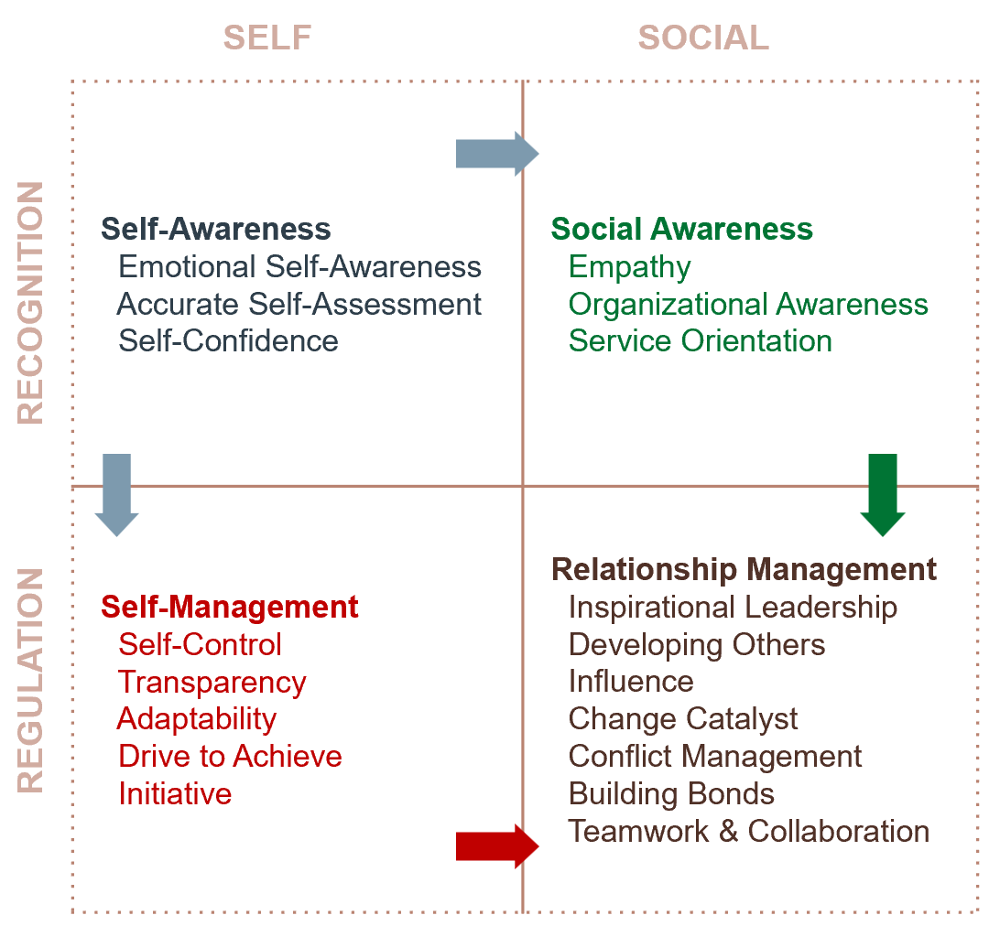 SELF
SOCIAL
RECOGNITION
Self-Awareness
Emotional Self-Awareness
Accurate Self-Assessment
Self-Confidence
Social Awareness
Empathy
Organizational Awareness
Service Orientation
REGULATION
Self-Management
Self-Control
Transparency
Adaptability
Drive to Achieve
Initiative
Relationship Management
Inspirational Leadership
Developing Others
Influence
Change Catalyst
Conflict Management
Building Bonds
Teamwork & Collaboration